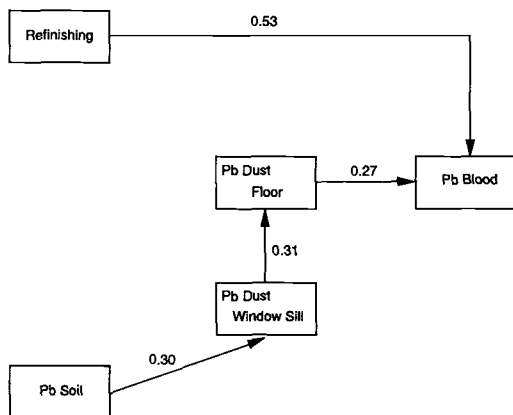 0.53
Refinishing
Pb Dust
Floor
0.27
Pb Blood
0.31
Pb Dust
Window Sill
0.30
Pb Soil